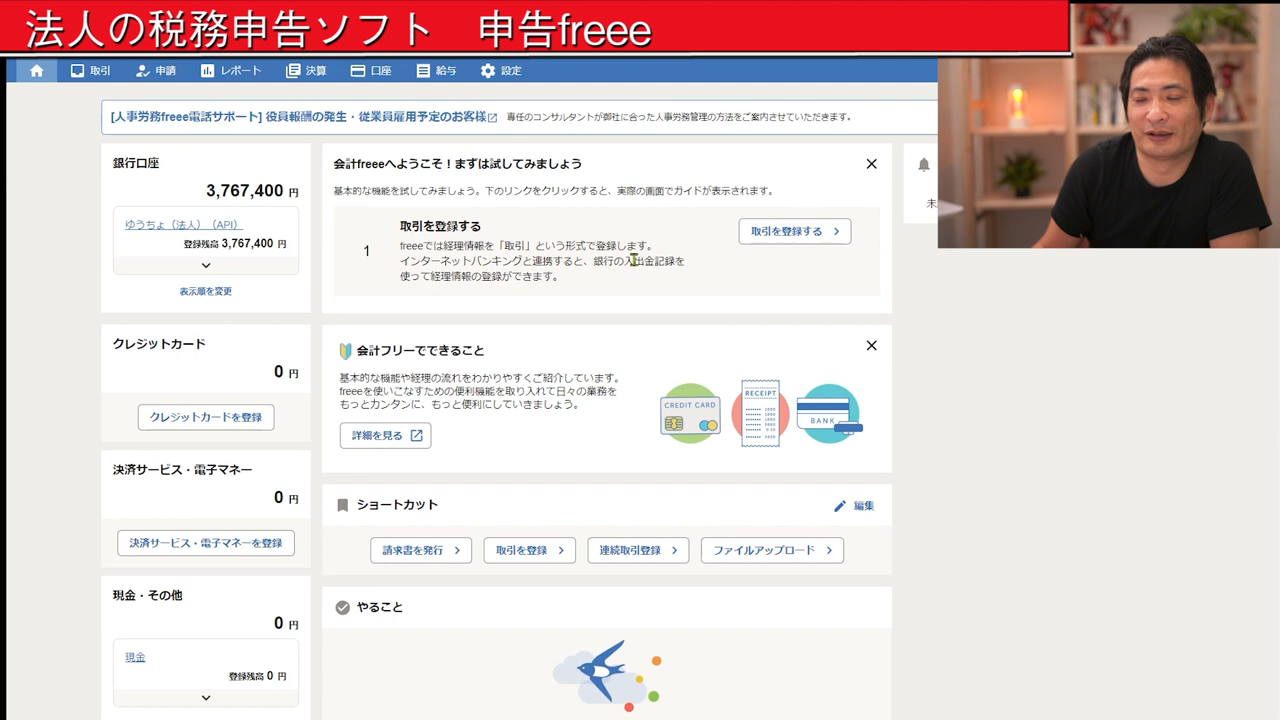 法人の税務申告ソフト　申告freee
取引
申請
レポート
決算
口座
給与
設定
[人事労務freee電話サポート] 役員報酬の発生・従業員雇用予定のお客様
専任のコンサルタントが御社に合った人事労務管理の方法をご案内させていただきます。
銀行口座
3,767,400 円
ゆうちょ（法人）（API）
登録残高 3,767,400 円
表示順を変更
クレジットカード
0 円
クレジットカードを登録
決済サービス・電子マネー
0 円
決済サービス・電子マネーを登録
現金・その他
0 円
現金
登録残高 0 円
会計freeeへようこそ！まずは試してみましょう
基本的な機能を試してみましょう。下のリンクをクリックすると、実際の画面でガイドが表示されます。
1
取引を登録する
freeeでは経理情報を「取引」という形式で登録します。
インターネットバンキングと連携すると、銀行の入出金記録を
使って経理情報の登録ができます。
取引を登録する
会計フリーでできること
基本的な機能や経理の流れをわかりやすくご紹介しています。
freeeを使いこなすための便利機能を取り入れて日々の業務を
もっとカンタンに、もっと便利にしていきましょう。
詳細を見る
CREDIT CARD
RECEIPT
BANK
ショートカット
編集
請求書を発行
取引を登録
連続取引登録
ファイルアップロード
やること
未